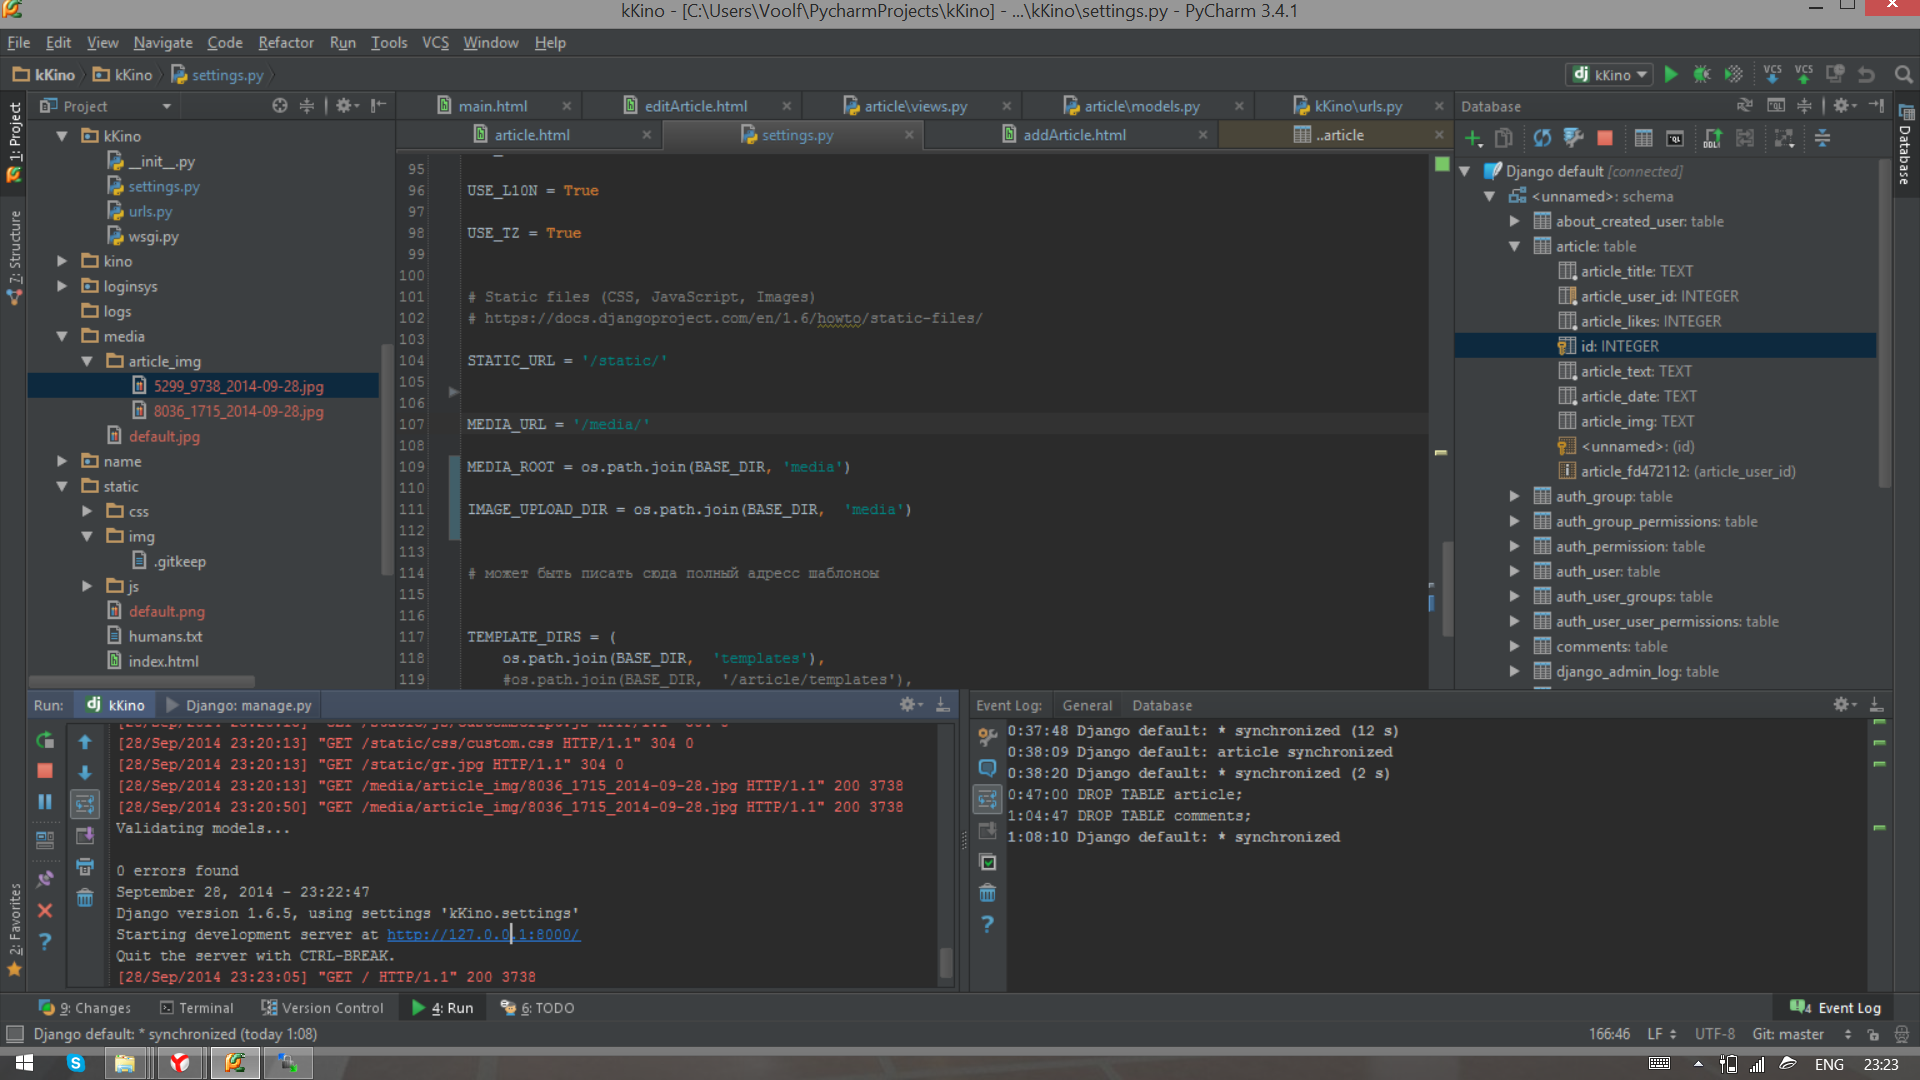 kKino - [C:\Users\Voolf\PycharmProjects\kKino] - ...\kKino\settings.py - PyCharm 3.4.1
File Edit View Navigate Code Refactor Run Tools VCS Window Help
kKino kKino settings.py
kKino
VCS VCS
1: Project
7: Structure
2: Favorites
Project
kKino
__init__.py
settings.py
urls.py
wsgi.py
kino
loginsys
logs
media
article_img
5299_9738_2014-09-28.jpg
8036_1715_2014-09-28.jpg
default.jpg
name
static
css
img
.gitkeep
js
default.png
humans.txt
index.html
main.html editArticle.html article\views.py article\models.py kKino\urls.py
article.html settings.py addArticle.html ..article
95
96 USE_L10N = True
97
98 USE_TZ = True
99
100
101 # Static files (CSS, JavaScript, Images)
102 # https://docs.djangoproject.com/en/1.6/howto/static-files/
103
104 STATIC_URL = '/static/'
105
106
107 MEDIA_URL = '/media/'
108
109 MEDIA_ROOT = os.path.join(BASE_DIR, 'media')
110
111 IMAGE_UPLOAD_DIR = os.path.join(BASE_DIR, 'media')
112
113
114 # может быть писать сюда полный адресс шаблоны
115
116
117 TEMPLATE_DIRS = (
118 os.path.join(BASE_DIR, 'templates'),
119 #os.path.join(BASE_DIR, '/article/templates'),
Database
Database
Django default [connected]
<unnamed>: schema
about_created_user: table
article: table
article_title: TEXT
article_user_id: INTEGER
article_likes: INTEGER
id: INTEGER
article_text: TEXT
article_date: TEXT
article_img: TEXT
<unnamed>: (id)
article_fd472112: (article_user_id)
auth_group: table
auth_group_permissions: table
auth_permission: table
auth_user: table
auth_user_groups: table
auth_user_user_permissions: table
comments: table
django_admin_log: table
Run: kKino Django: manage.py
[28/Sep/2014 23:20:13] "GET /static/css/custom.css HTTP/1.1" 304 0
[28/Sep/2014 23:20:13] "GET /static/gr.jpg HTTP/1.1" 304 0
[28/Sep/2014 23:20:13] "GET /media/article_img/8036_1715_2014-09-28.jpg HTTP/1.1" 200 3738
[28/Sep/2014 23:20:50] "GET /media/article_img/8036_1715_2014-09-28.jpg HTTP/1.1" 200 3738
Validating models...
0 errors found
September 28, 2014 - 23:22:47
Django version 1.6.5, using settings 'kKino.settings'
Starting development server at http://127.0.0.1:8000/
Quit the server with CTRL-BREAK.
[28/Sep/2014 23:23:05] "GET / HTTP/1.1" 200 3738
Event Log: General Database
0:37:48 Django default: * synchronized (12 s)
0:38:09 Django default: article synchronized
0:38:20 Django default: * synchronized (2 s)
0:47:00 DROP TABLE article;
1:04:47 DROP TABLE comments;
1:08:10 Django default: * synchronized
9: Changes Terminal Version Control 4: Run 6: TODO
4 Event Log
Django default: * synchronized (today 1:08)
166:46 LF UTF-8 Git: master
ENG 23:23